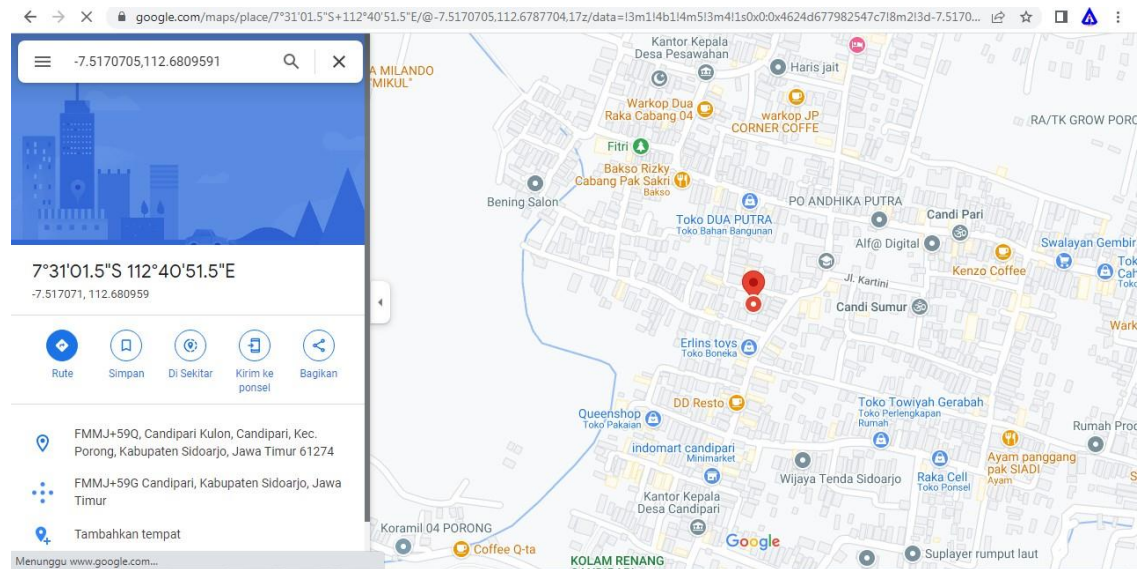 google.com/maps/place/7°31'01.5"S+112°40'51.5"E/@-7.5170705,112.6787704,17z/data=!3m1!4b1!4m5!3m4!1s0x0:0x4624d677982547c7!8m2!3d-7.5170...
-7.5170705,112.6809591
7°31'01.5"S 112°40'51.5"E
-7.517071, 112.680959
Rute
Simpan
Di Sekitar
Kirim ke
ponsel
Bagikan
FMMJ+59Q, Candipari Kulon, Candipari, Kec.
Porong, Kabupaten Sidoarjo, Jawa Timur 61274
FMMJ+59G Candipari, Kabupaten Sidoarjo, Jawa
Timur
Tambahkan tempat
Menunggu www.google.com...
A MILANDO
"MIKUL"
Kantor Kepala
Desa Pesawahan
Haris jait
Warkop Dua
Raka Cabang 04
warkop JP
CORNER COFFE
RA/TK GROW PORO
Fitri
Bakso Rizky
Cabang Pak Sakri
Bakso
Bening Salon
Toko DUA PUTRA
Toko Bahan Bangunan
PO ANDHIKA PUTRA
Candi Pari
Alf@ Digital
Kenzo Coffee
Swalayan Gembir
Tok
Cah
Toko
Jl. Kartini
Candi Sumur
Wark
Erlins toys
Toko Boneka
DD Resto
Queenshop
Toko Pakaian
Toko Towiyah Gerabah
Toko Perlengkapan
Rumah
Rumah Prod
indomart candipari
Minimarket
Ayam panggang
pak SIADI
Ayam
Wijaya Tenda Sidoarjo
Raka Cell
Toko Ponsel
S
Kantor Kepala
Desa Candipari
Koramil 04 PORONG
Coffee Q-ta
Google
KOLAM RENANG
Suplayer rumput laut